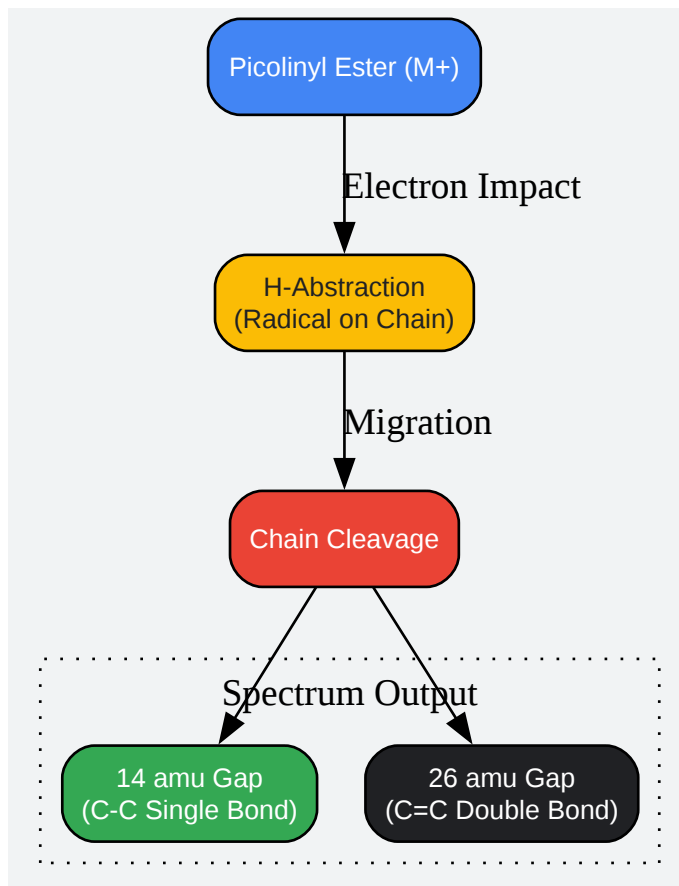 Picolinyl Ester (M+)
Electron Impact
H-Abstraction
(Radical on Chain)
Migration
Chain Cleavage
Spectrum Output
14 amu Gap
(C-C Single Bond)
26 amu Gap
(C=C Double Bond)